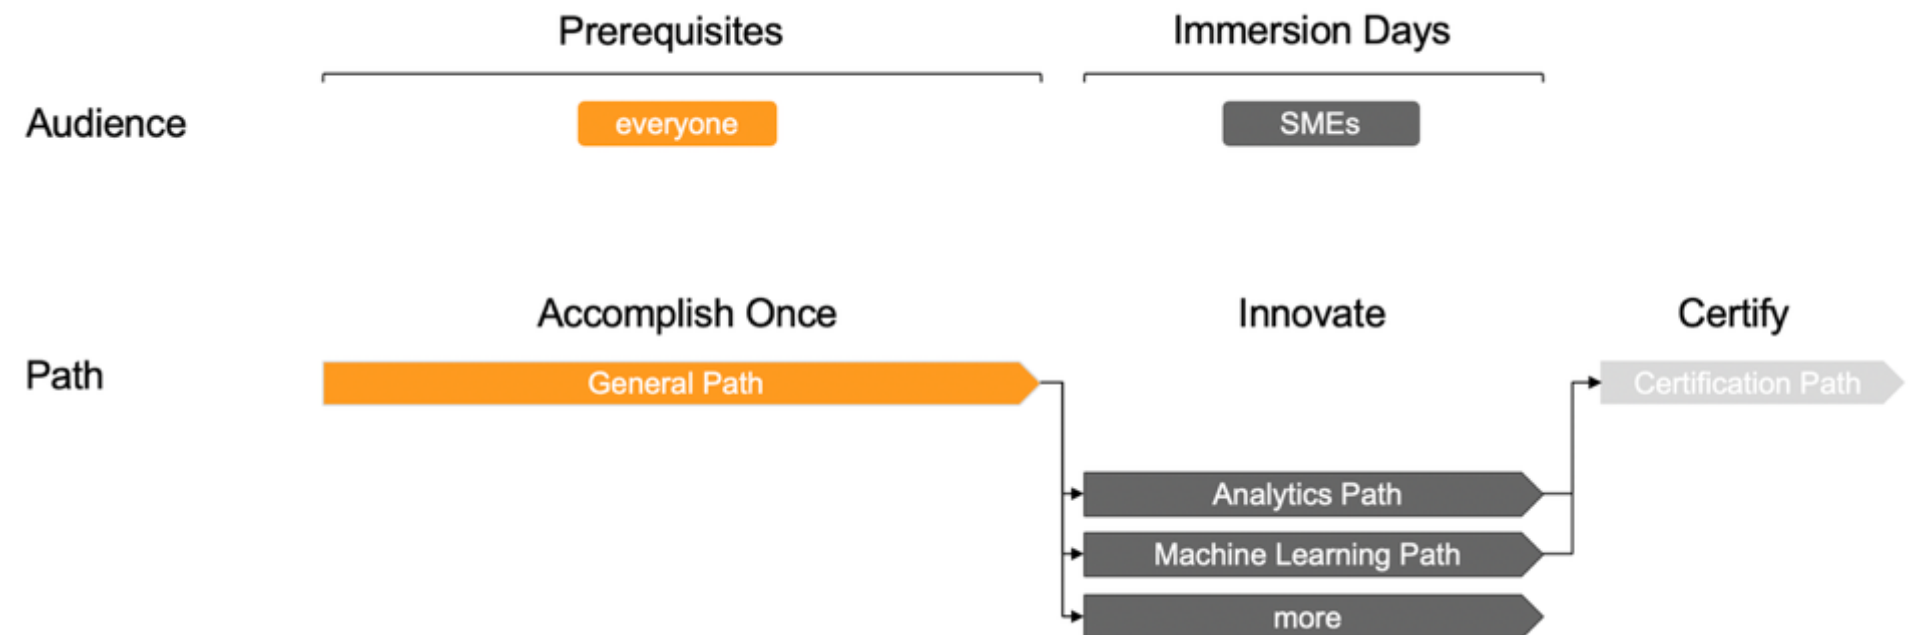 Prerequisites
Immersion Days
Audience
everyone
SMEs
Accomplish Once
Innovate
Certify
Path
General Path
Certification Path
Analytics Path
Machine Learning Path
more